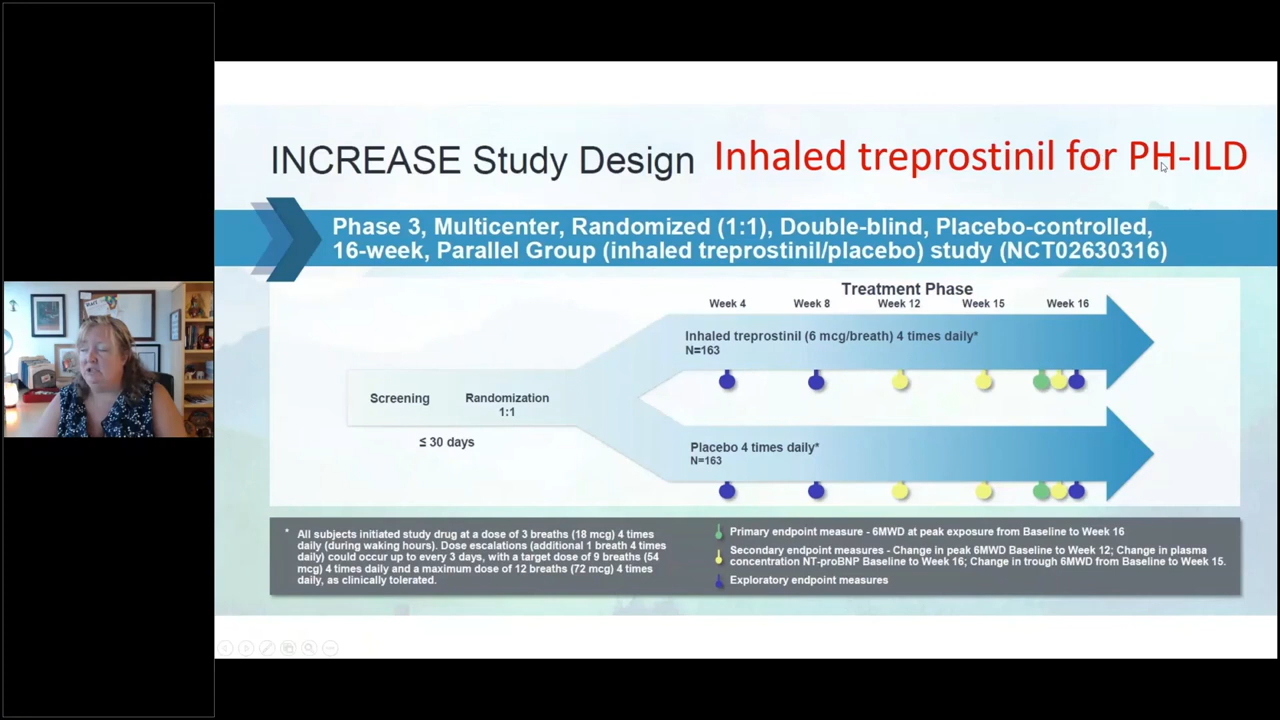 INCREASE Study Design
Inhaled treprostinil for PH-ILD
Phase 3, Multicenter, Randomized (1:1), Double-blind, Placebo-controlled,
16-week, Parallel Group (inhaled treprostinil/placebo) study (NCT02630316)
Treatment Phase
Week 4 Week 8 Week 12 Week 15 Week 16
Inhaled treprostinil (6 mcg/breath) 4 times daily*
N=163
Screening
Randomization
1:1
≤ 30 days
Placebo 4 times daily*
N=163
* All subjects initiated study drug at a dose of 3 breaths (18 mcg) 4 times
daily (during waking hours). Dose escalations (additional 1 breath 4 times
daily) could occur up to every 3 days, with a target dose of 9 breaths (54
mcg) 4 times daily and a maximum dose of 12 breaths (72 mcg) 4 times
daily, as clinically tolerated.
Primary endpoint measure - 6MWD at peak exposure from Baseline to Week 16
Secondary endpoint measures - Change in peak 6MWD Baseline to Week 12; Change in plasma
concentration NT-proBNP Baseline to Week 16; Change in trough 6MWD from Baseline to Week 15.
Exploratory endpoint measures